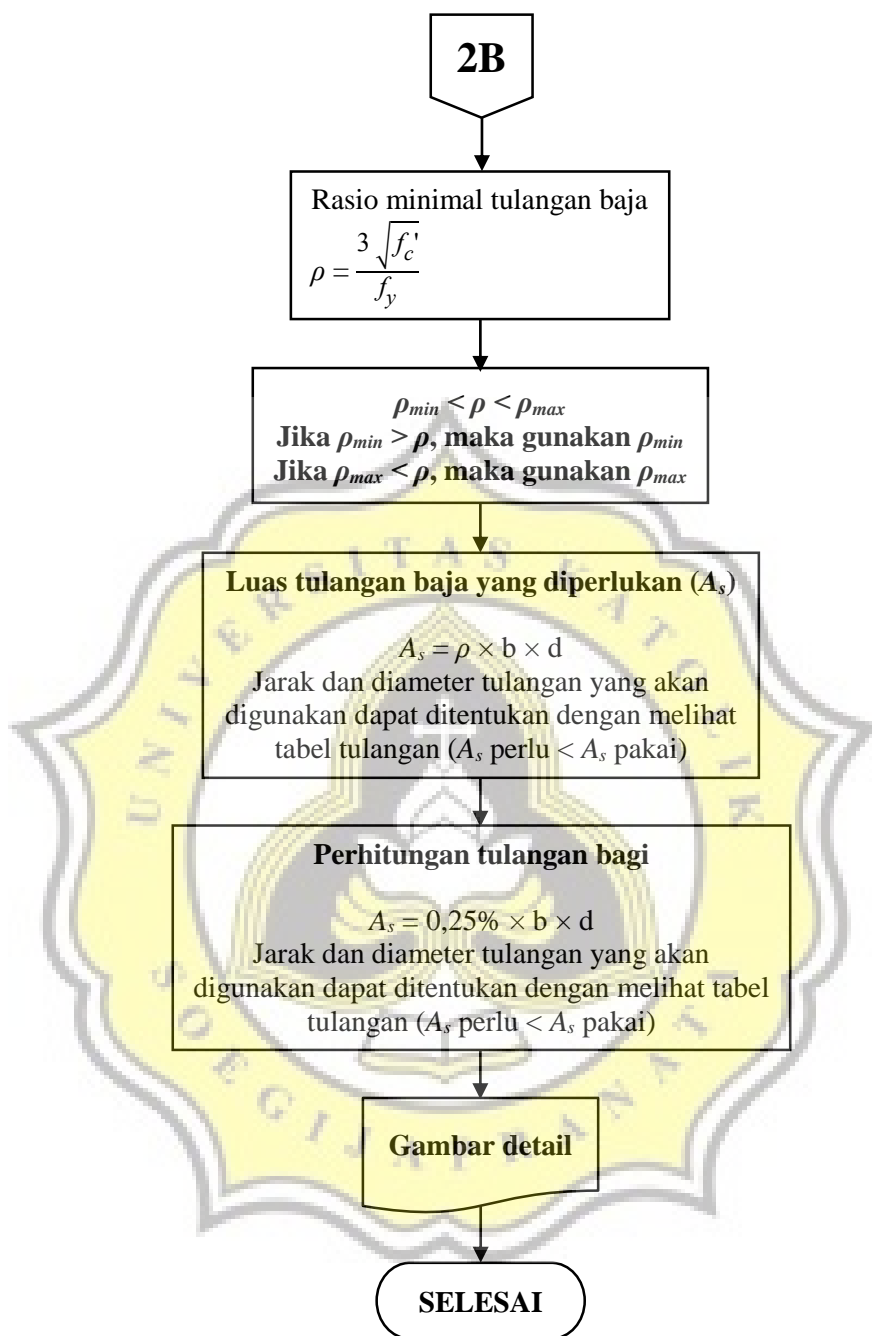 2B
Rasio minimal tulangan baja
ρ = 3 √fc' / fy
ρmin < ρ < ρmax
Jika ρmin > ρ, maka gunakan ρmin
Jika ρmax < ρ, maka gunakan ρmax
Luas tulangan baja yang diperlukan (As)
As = ρ × b × d
Jarak dan diameter tulangan yang akan
digunakan dapat ditentukan dengan melihat
tabel tulangan (As perlu < As pakai)
Perhitungan tulangan bagi
As = 0,25% × b × d
Jarak dan diameter tulangan yang akan
digunakan dapat ditentukan dengan melihat tabel
tulangan (As perlu < As pakai)
Gambar detail
SELESAI
UNIVERSITAS KATOLIK
SOEGIJAPRANATA